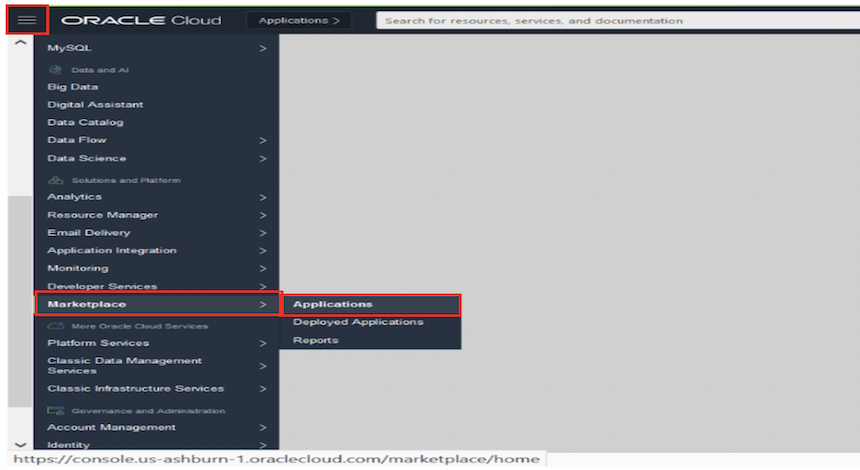 ORACLE Cloud
Applications >
Search for resources, services, and documentation
MySQL >
Data and AI
Big Data
Digital Assistant
Data Catalog
Data Flow >
Data Science >
Solutions and Platform
Analytics >
Resource Manager >
Email Delivery >
Application Integration >
Monitoring >
Developer Services >
Marketplace >
Applications
Deployed Applications
Reports
More Oracle Cloud Services
Platform Services >
Classic Data Management
Services >
Classic Infrastructure Services >
Governance and Administration
Account Management >
Identity >
https://console.us-ashburn-1.oraclecloud.com/marketplace/home